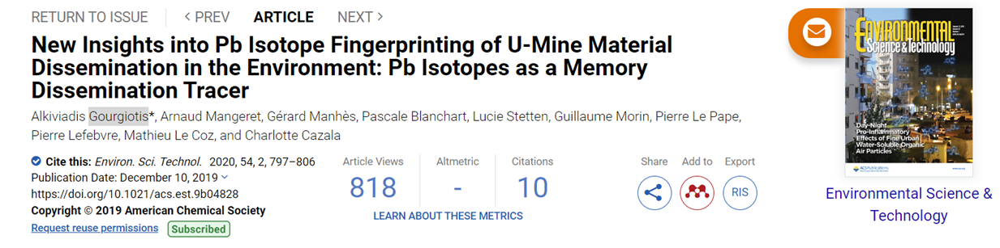 RETURN TO ISSUE < PREV ARTICLE NEXT >
New Insights into Pb Isotope Fingerprinting of U-Mine Material
Dissemination in the Environment: Pb Isotopes as a Memory
Dissemination Tracer
Alkiviadis Gourgiotis*, Arnaud Mangeret, Gérard Manhès, Pascale Blanchart, Lucie Stetten, Guillaume Morin, Pierre Le Pape,
Pierre Lefebvre, Mathieu Le Coz, and Charlotte Cazala
Cite this: Environ. Sci. Technol. 2020, 54, 2, 797–806
Publication Date: December 10, 2019
https://doi.org/10.1021/acs.est.9b04828
Copyright © 2019 American Chemical Society
Request reuse permissions Subscribed
Article Views
818
Altmetric
-
Citations
10
LEARN ABOUT THESE METRICS
Share Add to Export
RIS
ENVIRONMENTAL
Science & Technology
Day-Night
Pro-Inflammatory
Effects of Fine Urban
Water-Soluble Organic
Air Particles
ACS Publications
Environmental Science &
Technology